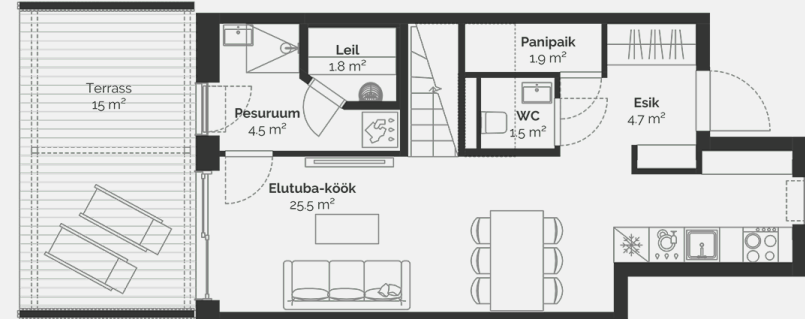 Terrass
15 m²
Leil
1.8 m²
Pesuruum
4.5 m²
Panipaik
1.9 m²
WC
1.5 m²
Esik
4.7 m²
Elutuba-köök
25.5 m²